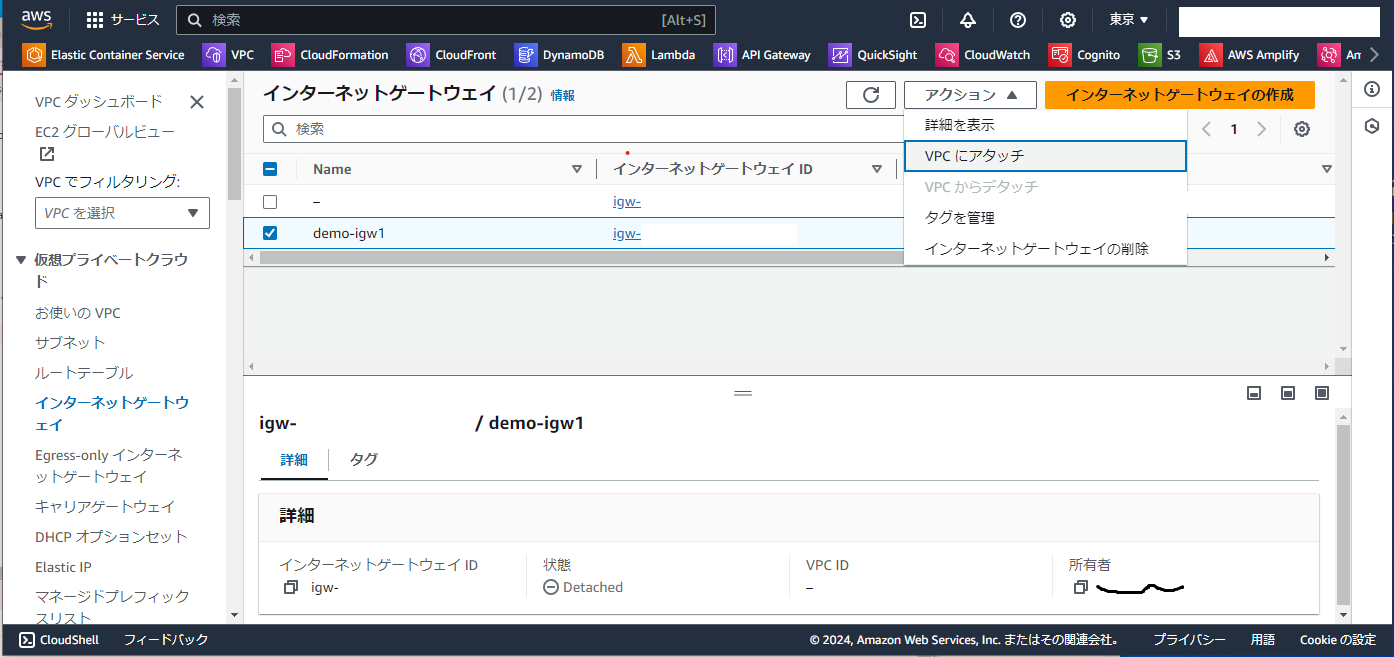 aws サービス 検索 [Alt+S] 東京
Elastic Container Service VPC CloudFormation CloudFront DynamoDB Lambda API Gateway QuickSight CloudWatch Cognito S3 AWS Amplify
VPC ダッシュボード
EC2 グローバルビュー
VPC でフィルタリング:
VPC を選択
仮想プライベートクラウ
ド
お使いの VPC
サブネット
ルートテーブル
インターネットゲートウ
ェイ
Egress-only インターネ
ットゲートウェイ
キャリアゲートウェイ
DHCP オプションセット
Elastic IP
マネージドプレフィック
スリスト
インターネットゲートウェイ (1/2) 情報
アクション インターネットゲートウェイの作成
検索
1
詳細を表示
VPC にアタッチ
VPC からデタッチ
タグを管理
インターネットゲートウェイの削除
Name インターネットゲートウェイ ID
– igw-
demo-igw1 igw-
igw- / demo-igw1
詳細 タグ
詳細
インターネットゲートウェイ ID 状態 VPC ID 所有者
igw- Detached –
CloudShell フィードバック © 2024, Amazon Web Services, Inc. またはその関連会社。 プライバシー 用語 Cookie の設定